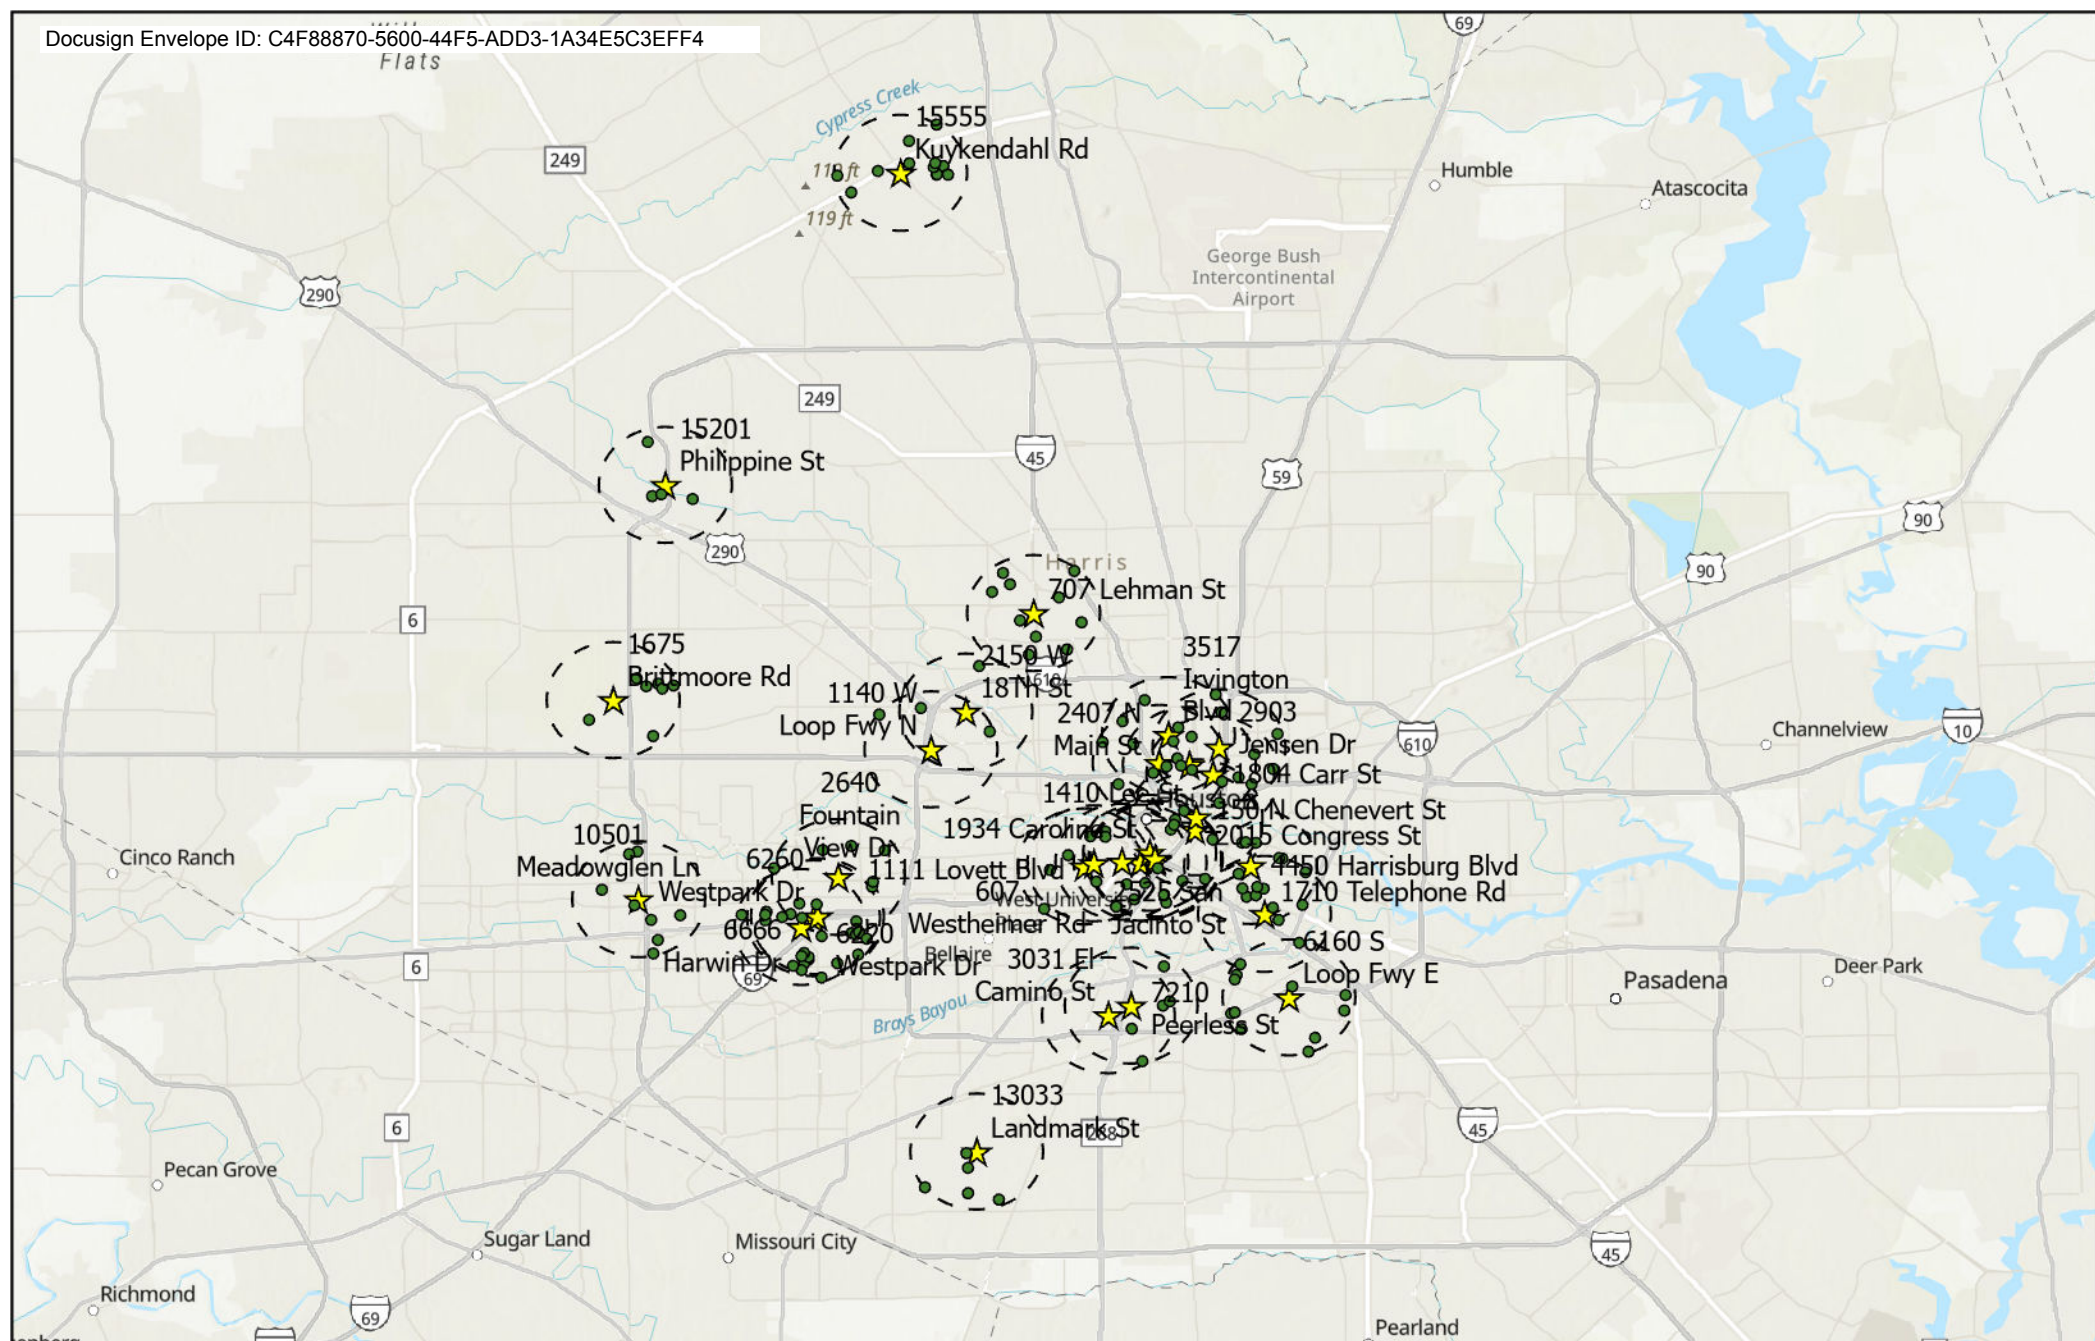 Docusign Envelope ID: C4F88870-5600-44F5-ADD3-1A34E5C3EFF4
Flats
69
Cypress Creek
15555
Kuykendahl Rd
118 ft
119 ft
249
Humble
Atascocita
George Bush
Intercontinental
Airport
290
249
15201
Philippine St
45
59
90
290
90
Harris
707 Lehman St
6
1675
Brittmoore Rd
2150 W
18Th St
610
3517
Irvington
Blvd
1140 W
Loop Fwy N
2407 N
Main St
2903
Jensen Dr
610
Channelview
10
1804 Carr St
2640
Fountain
View Dr
1410 Lee St
Houston
150 N Chenevert St
1934 Caroline St
2015 Congress St
10501
Meadowglen Ln
Cinco Ranch
6260
Westpark Dr
1111 Lovett Blvd
4450 Harrisburg Blvd
607
Westheimer Rd
West University
Place
2525 San
Jacinto St
1710 Telephone Rd
6666
Harwin Dr
6220
Westpark Dr
Bellaire
6160 S
Loop Fwy E
6
69
3031 El
Camino St
7210
Peerless St
Pasadena
Deer Park
Brays Bayou
13033
Landmark St
288
6
45
Pecan Grove
Sugar Land
Missouri City
45
Richmond
69
Pearland